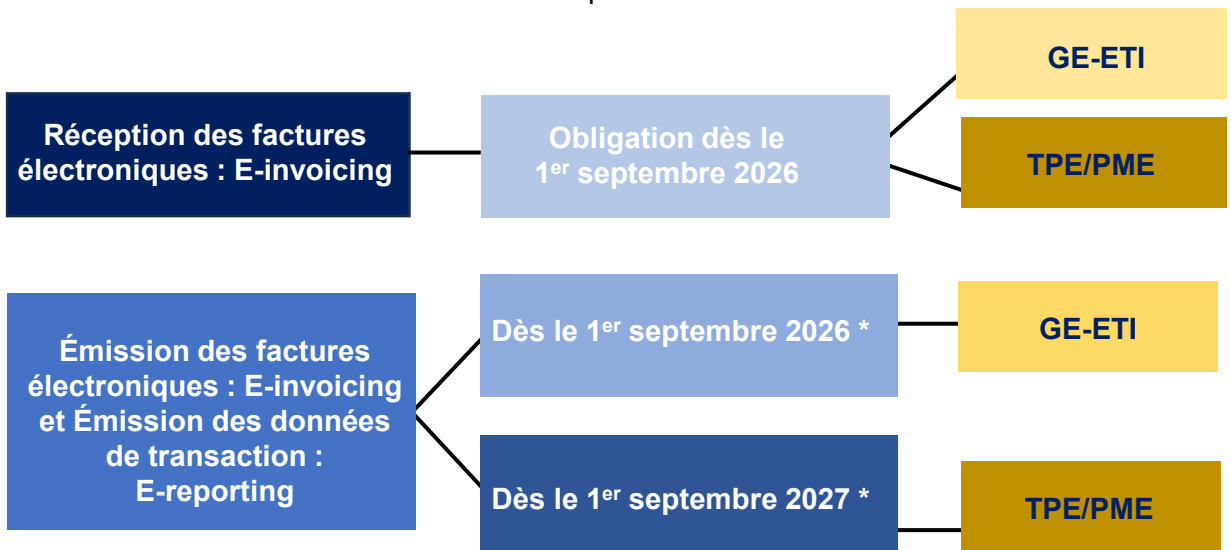 GE-ETI
Réception des factures
électroniques : E-invoicing
Obligation dès le
1er septembre 2026
TPE/PME
Émission des factures
électroniques : E-invoicing
et Émission des données
de transaction :
E-reporting
Dès le 1er septembre 2026 *
GE-ETI
Dès le 1er septembre 2027 *
TPE/PME